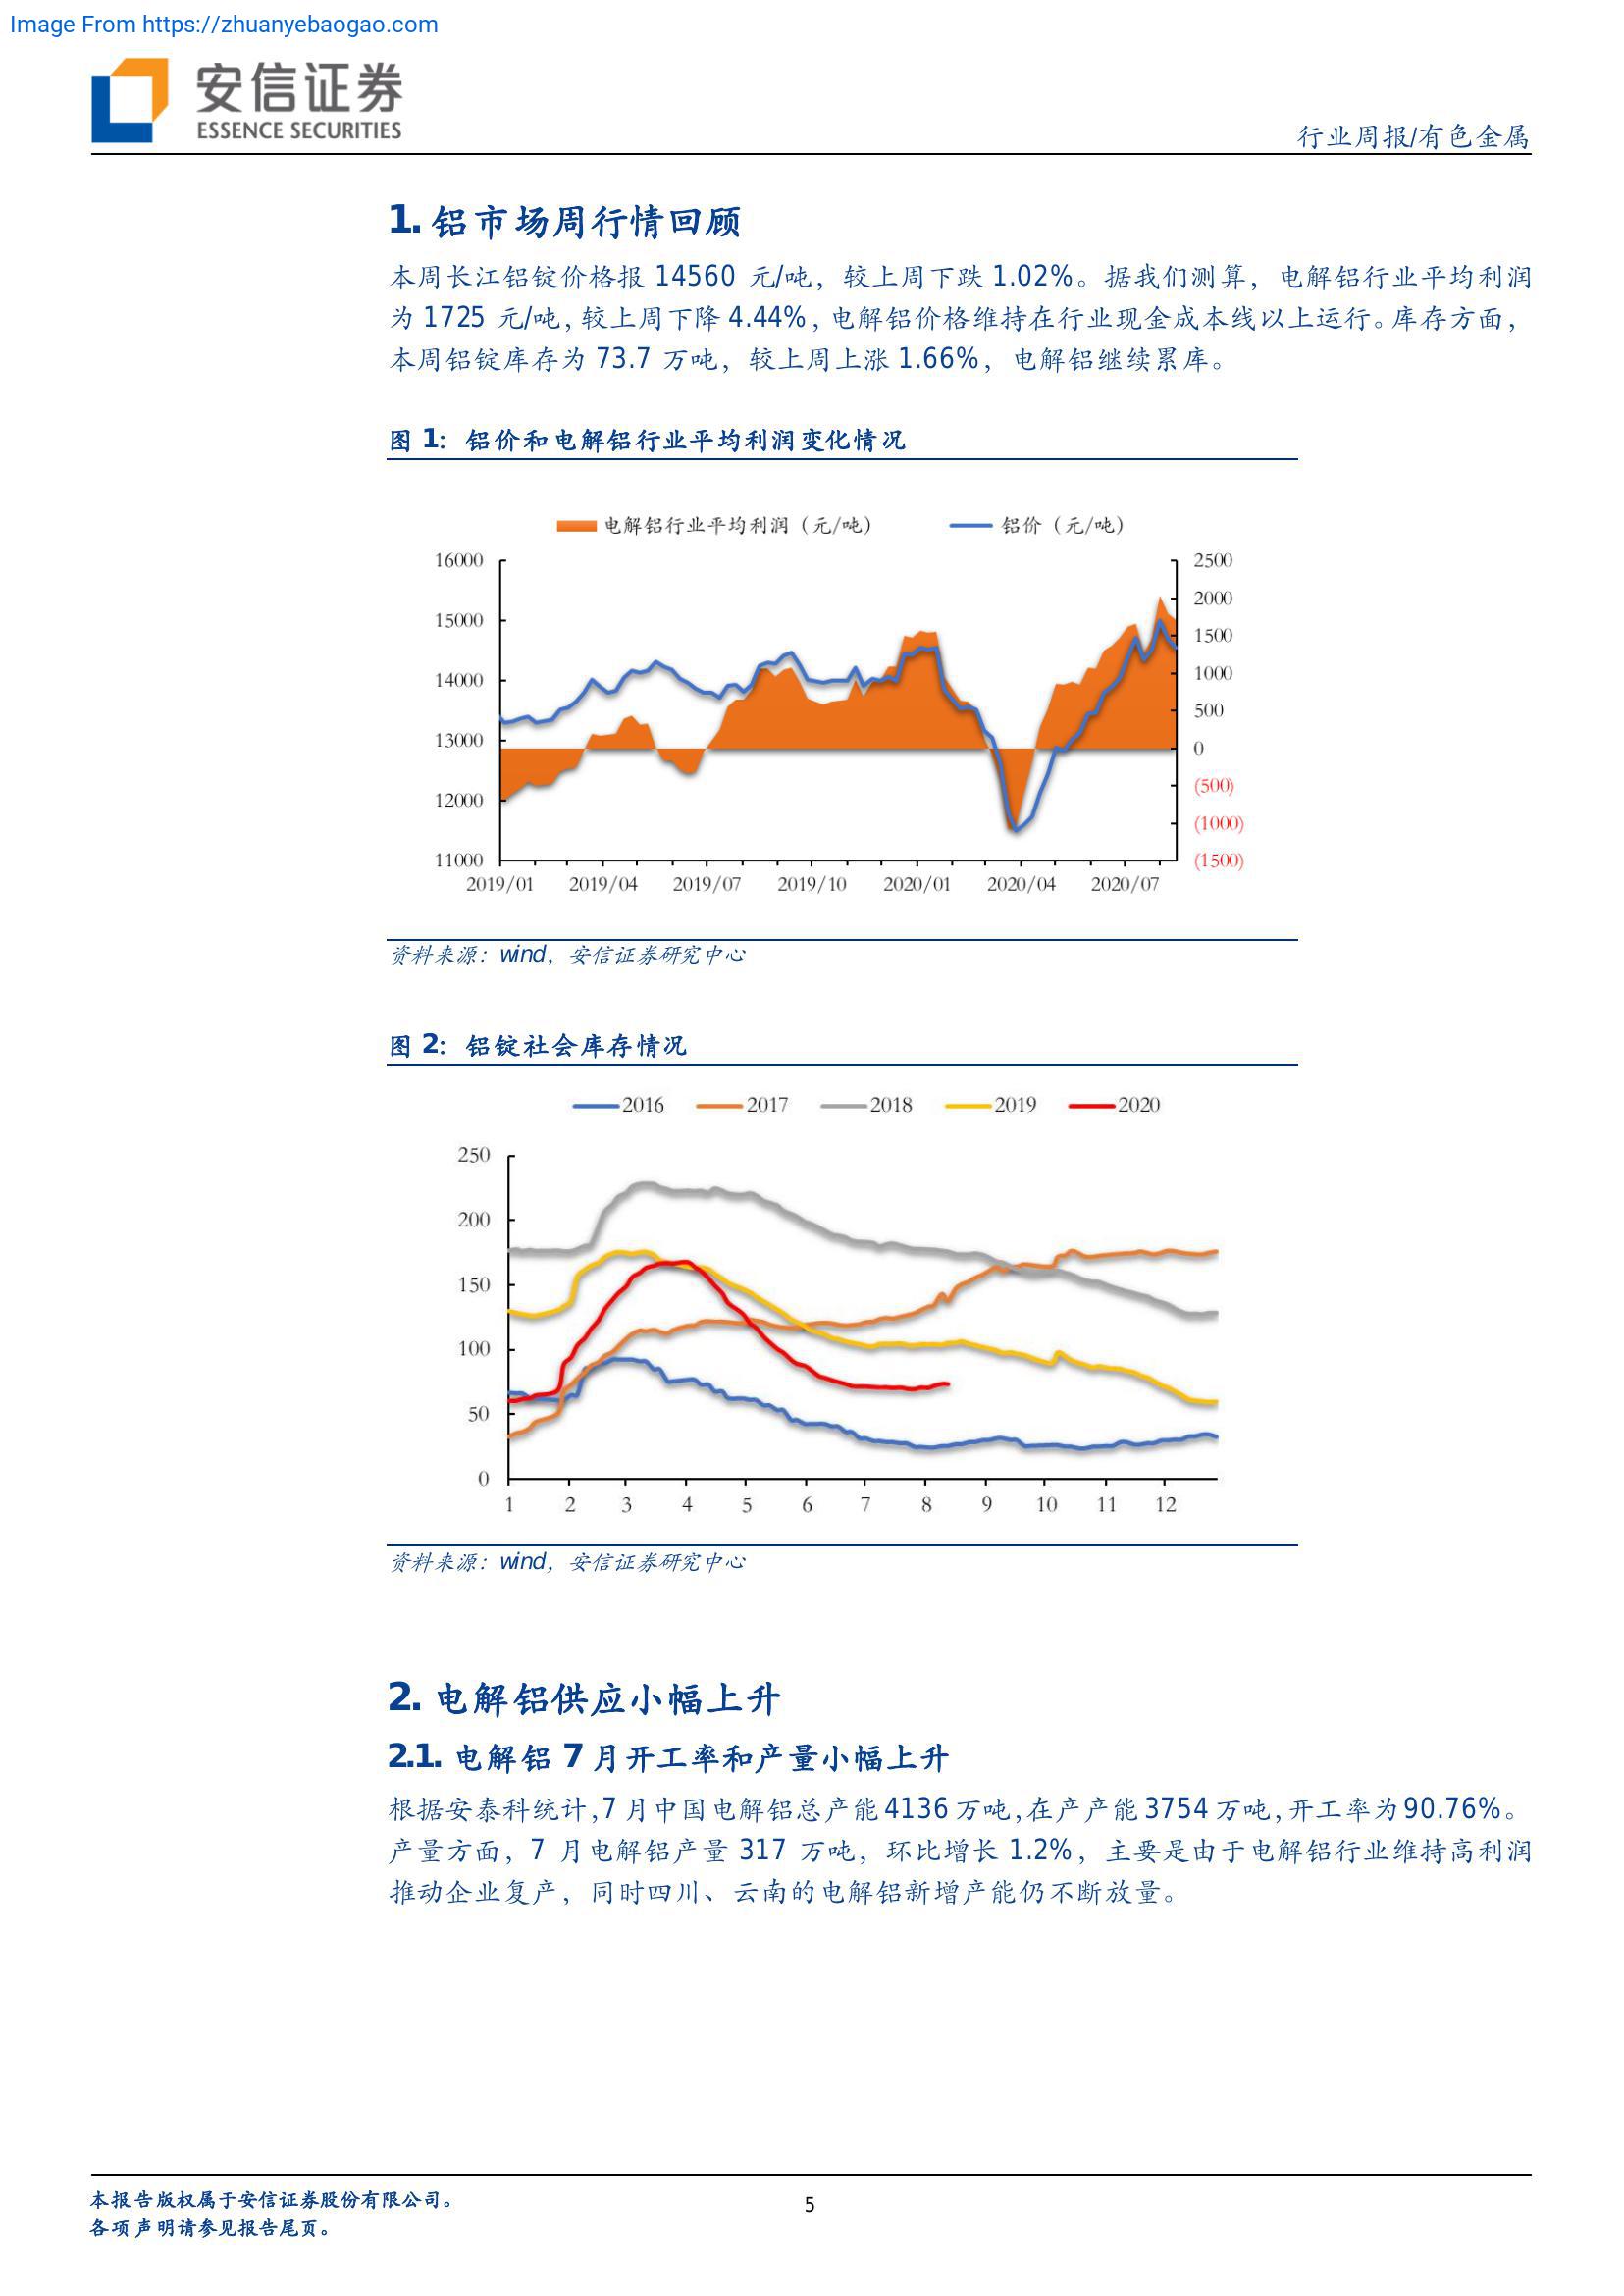 Image From https://zhuanyebaogao.com
安信证券
ESSENCE SECURITIES
行业周报/有色金属
1. 铝市场周行情回顾
本周长江铝锭价格报 14560 元/吨，较上周下跌 1.02%。据我们测算，电解铝行业平均利润
为 1725 元/吨，较上周下降 4.44%，电解铝价格维持在行业现金成本线以上运行。库存方面，
本周铝锭库存为 73.7 万吨，较上周上涨 1.66%，电解铝继续累库。
图 1：铝价和电解铝行业平均利润变化情况
电解铝行业平均利润（元/吨） 铝价（元/吨）
16000 2500
2000
15000
1500
14000 1000
500
13000
0
(500)
12000
(1000)
11000 (1500)
2019/01 2019/04 2019/07 2019/10 2020/01 2020/04 2020/07
资料来源：wind，安信证券研究中心
图 2：铝锭社会库存情况
2016 2017 2018 2019 2020
250
200
150
100
50
0
1 2 3 4 5 6 7 8 9 10 11 12
资料来源：wind，安信证券研究中心
2. 电解铝供应小幅上升
2.1. 电解铝 7 月开工率和产量小幅上升
根据安泰科统计，7 月中国电解铝总产能 4136 万吨，在产产能 3754 万吨，开工率为 90.76%。
产量方面，7 月电解铝产量 317 万吨，环比增长 1.2%，主要是由于电解铝行业维持高利润
推动企业复产，同时四川、云南的电解铝新增产能仍不断放量。
本报告版权属于安信证券股份有限公司。
5
各项声明请参见报告尾页。